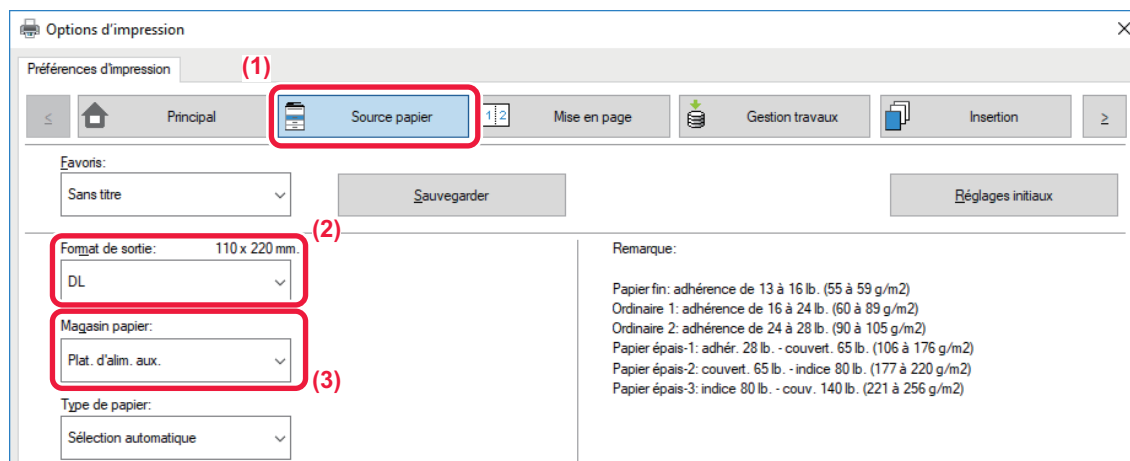 Options d'impression
Préférences d'impression
(1)
<
Principal
Source papier
1 2
Mise en page
Gestion travaux
Insertion
>
Favoris:
Sans titre
Sauvegarder
Réglages initiaux
(2)
Format de sortie: 110 x 220 mm.
DL
Magasin papier:
Plat. d'alim. aux.
(3)
Type de papier:
Sélection automatique
Remarque:
Papier fin: adhérence de 13 à 16 lb. (55 à 59 g/m2)
Ordinaire 1: adhérence de 16 à 24 lb. (60 à 89 g/m2)
Ordinaire 2: adhérence de 24 à 28 lb. (90 à 105 g/m2)
Papier épais-1: adhér. 28 lb. - couvert. 65 lb. (106 à 176 g/m2)
Papier épais-2: couvert. 65 lb. - indice 80 lb. (177 à 220 g/m2)
Papier épais-3: indice 80 lb. - couv. 140 lb. (221 à 256 g/m2)